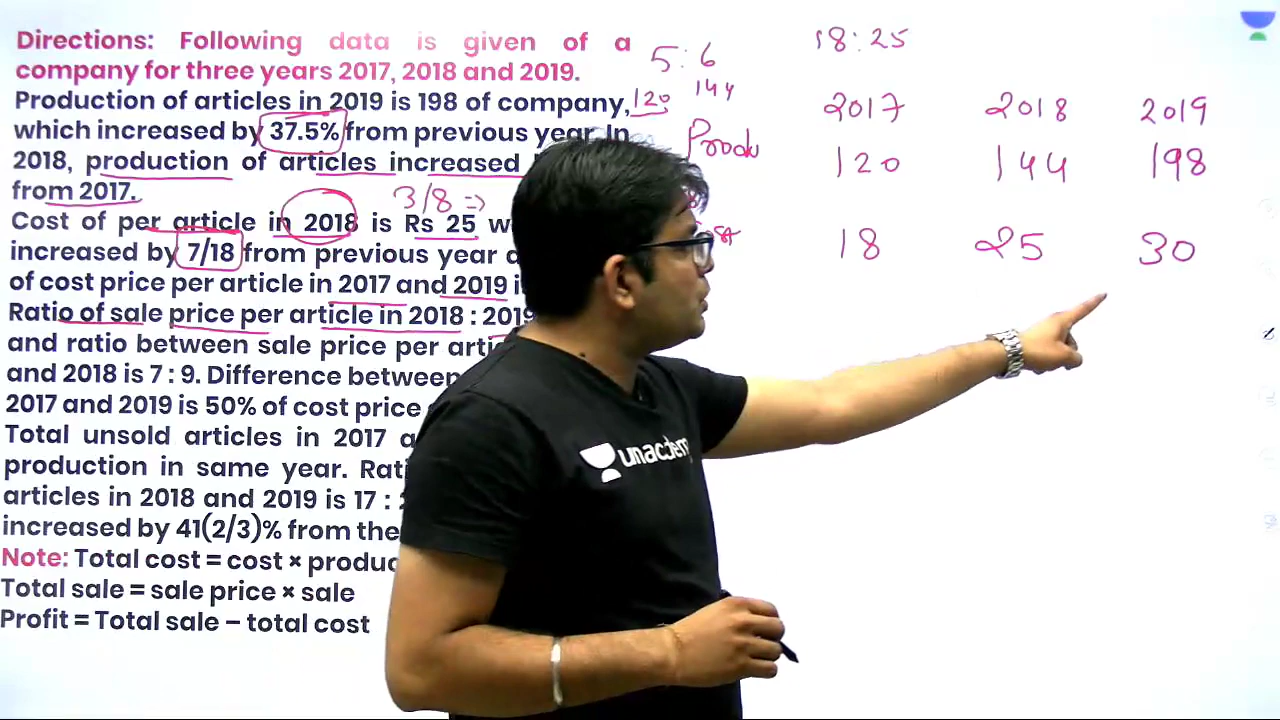 Directions: Following data is given of a
company for three years 2017, 2018 and 2019.
Production of articles in 2019 is 198 of company,
which increased by 37.5% from previous year. In
2018, production of articles increased
from 2017.
Cost of per article in 2018 is Rs 25
increased by 7/18 from previous year
of cost price per article in 2017 and 2019
Ratio of sale price per article in 2018 : 2019
and ratio between sale price per
and 2018 is 7 : 9. Difference between
2017 and 2019 is 50% of cost price
Total unsold articles in 2017
production in same year.
articles in 2018 and 2019 is 17 :
increased by 41(2/3)% from the
Note: Total cost = cost × produc
Total sale = sale price × sale
Profit = Total sale – total cost
3/8 =>
5:6
144
120
18:25
2017 2018 2019
Produ 120 144 198
18 25 30
unacadem